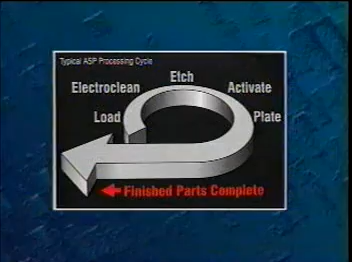 Typical ASP Processing Cycle
Etch
Electroclean
Activate
Load
Plate
Finished Parts Complete